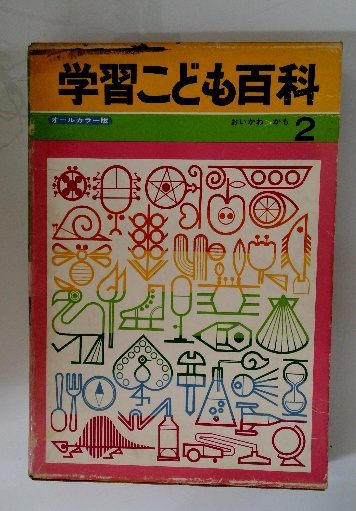 学習こども百科
オールカラー版
おいかわ〜かも
2